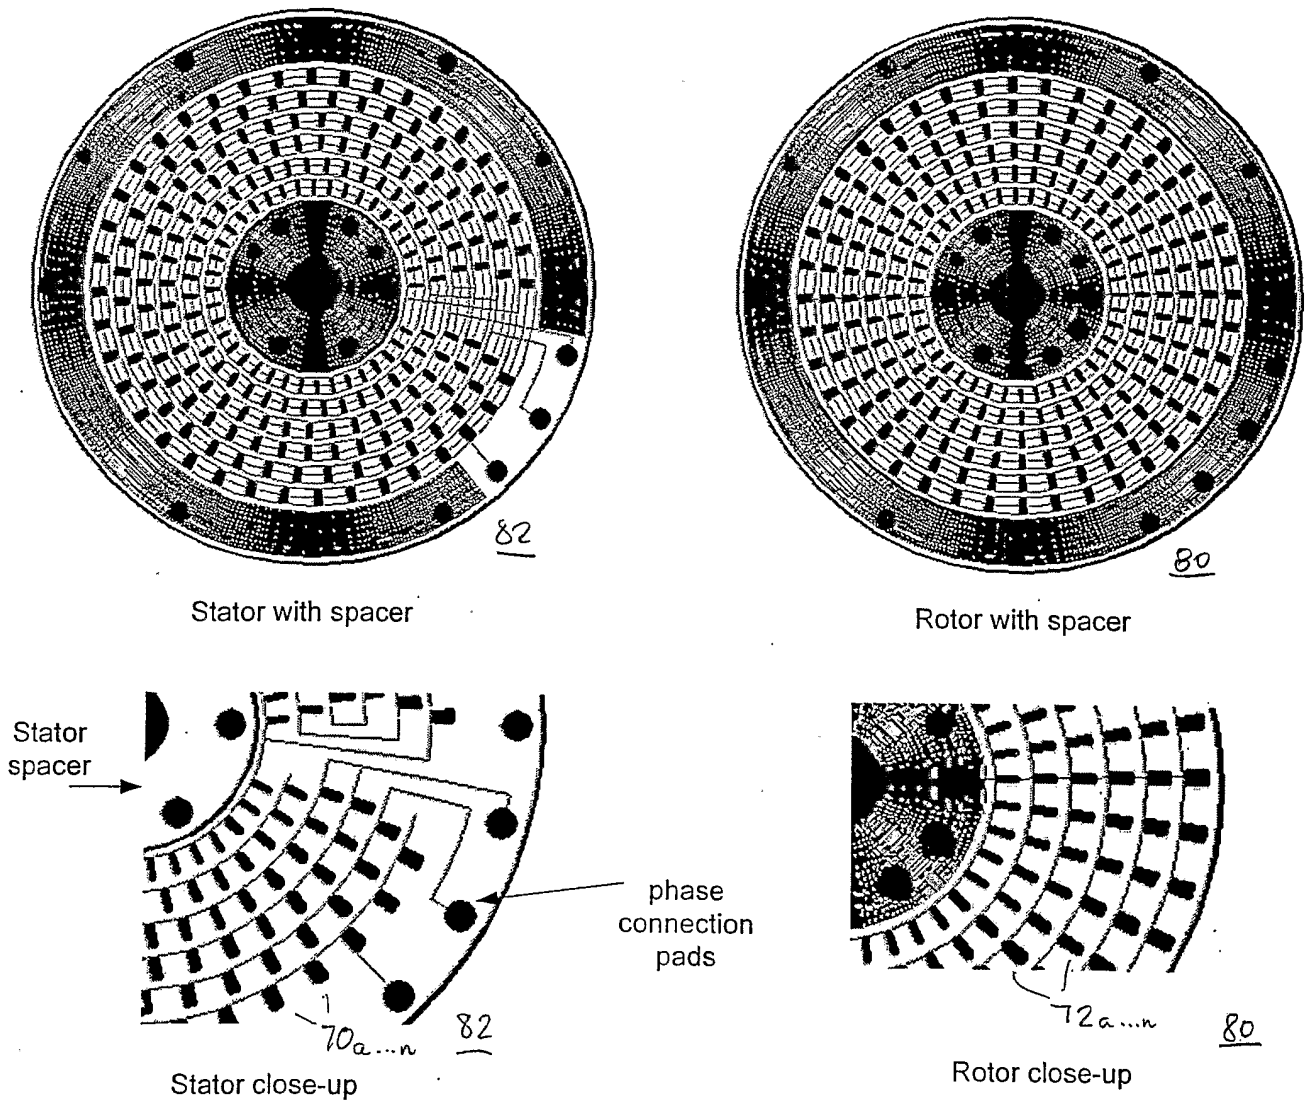 82
80
Stator with spacer
Rotor with spacer
Stator
spacer
phase
connection
pads
70a...n
82
72a...n
80
Stator close-up
Rotor close-up